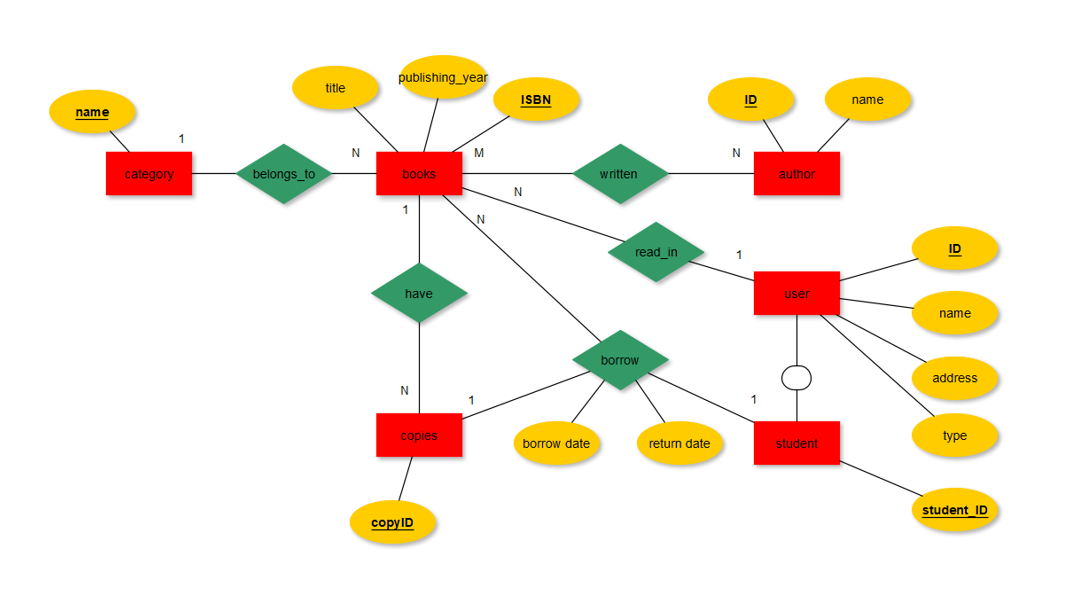 publishing_year
title
ISBN
ID
name
name
1
N
M
N
category
belongs_to
books
written
author
N
1
N
read_in
1
ID
user
have
name
borrow
address
N
1
1
copies
borrow date
return date
student
type
student_ID
copyID